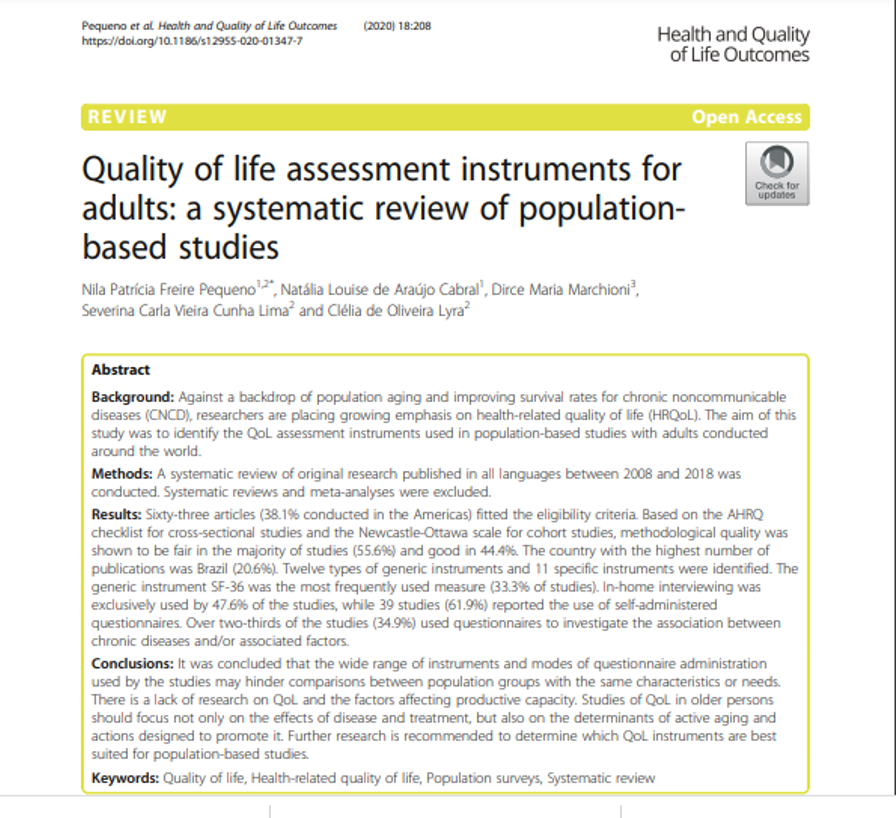 Pequeno et al. Health and Quality of Life Outcomes (2020) 18:208
https://doi.org/10.1186/s12955-020-01347-7
Health and Quality
of Life Outcomes
REVIEW Open Access
Quality of life assessment instruments for
adults: a systematic review of population-
based studies
Check for
updates
Nila Patrícia Freire Pequeno1,2*, Natália Louise de Araújo Cabral1, Dirce Maria Marchioni3,
Severina Carla Vieira Cunha Lima2 and Clélia de Oliveira Lyra2
Abstract
Background: Against a backdrop of population aging and improving survival rates for chronic noncommunicable
diseases (CNCD), researchers are placing growing emphasis on health-related quality of life (HRQoL). The aim of this
study was to identify the QoL assessment instruments used in population-based studies with adults conducted
around the world.
Methods: A systematic review of original research published in all languages between 2008 and 2018 was
conducted. Systematic reviews and meta-analyses were excluded.
Results: Sixty-three articles (38.1% conducted in the Americas) fitted the eligibility criteria. Based on the AHRQ
checklist for cross-sectional studies and the Newcastle-Ottawa scale for cohort studies, methodological quality was
shown to be fair in the majority of studies (55.6%) and good in 44.4%. The country with the highest number of
publications was Brazil (20.6%). Twelve types of generic instruments and 11 specific instruments were identified. The
generic instrument SF-36 was the most frequently used measure (33.3% of studies). In-home interviewing was
exclusively used by 47.6% of the studies, while 39 studies (61.9%) reported the use of self-administered
questionnaires. Over two-thirds of the studies (34.9%) used questionnaires to investigate the association between
chronic diseases and/or associated factors.
Conclusions: It was concluded that the wide range of instruments and modes of questionnaire administration
used by the studies may hinder comparisons between population groups with the same characteristics or needs.
There is a lack of research on QoL and the factors affecting productive capacity. Studies of QoL in older persons
should focus not only on the effects of disease and treatment, but also on the determinants of active aging and
actions designed to promote it. Further research is recommended to determine which QoL instruments are best
suited for population-based studies.
Keywords: Quality of life, Health-related quality of life, Population surveys, Systematic review